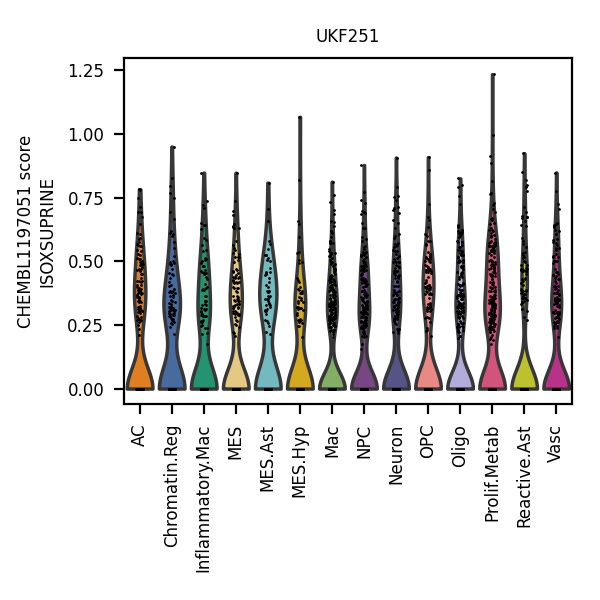 UKF251
CHEMBL1197051 score
ISOXSUPRINE
1.25
1.00
0.75
0.50
0.25
0.00
AC
Chromatin.Reg
Inflammatory.Mac
MES
MES.Ast
MES.Hyp
Mac
NPC
Neuron
OPC
Oligo
Prolif.Metab
Reactive.Ast
Vasc